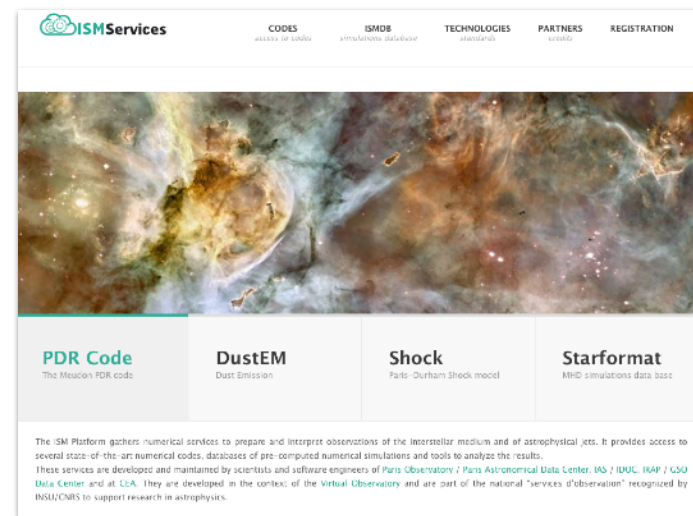 ISMServices
CODES
access to codes
ISMDB
simulations database
TECHNOLOGIES
standards
PARTNERS
credits
REGISTRATION
PDR Code
The Meudon PDR code
DustEM
Dust Emission
Shock
Paris-Durham Shock model
Starformat
MHD simulations data base
The ISM Platform gathers numerical services to prepare and interpret observations of the interstellar medium and of astrophysical jets. It provides access to
several state-of-the-art numerical codes, databases of pre-computed numerical simulations and tools to analyze the results.
These services are developed and maintained by scientists and software engineers of Paris Observatory / Paris Astronomical Data Center, IAS / IDOC, IRAP / GSO
Data Center and at CEA. They are developed in the context of the Virtual Observatory and are part of the national "services d'observation" recognized by
INSU/CNRS to support research in astrophysics.